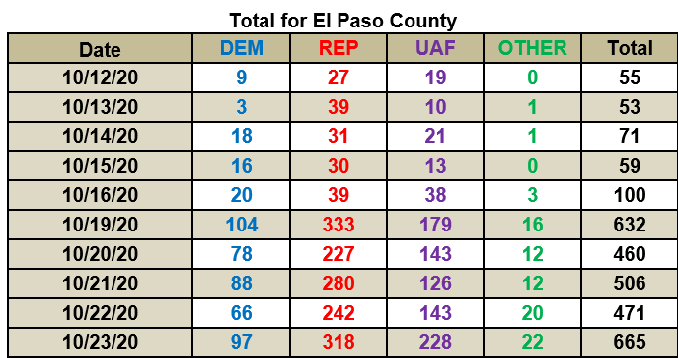 Total for El Paso County
Date DEM REP UAF OTHER Total
10/12/20 9 27 19 0 55
10/13/20 3 39 10 1 53
10/14/20 18 31 21 1 71
10/15/20 16 30 13 0 59
10/16/20 20 39 38 3 100
10/19/20 104 333 179 16 632
10/20/20 78 227 143 12 460
10/21/20 88 280 126 12 506
10/22/20 66 242 143 20 471
10/23/20 97 318 228 22 665